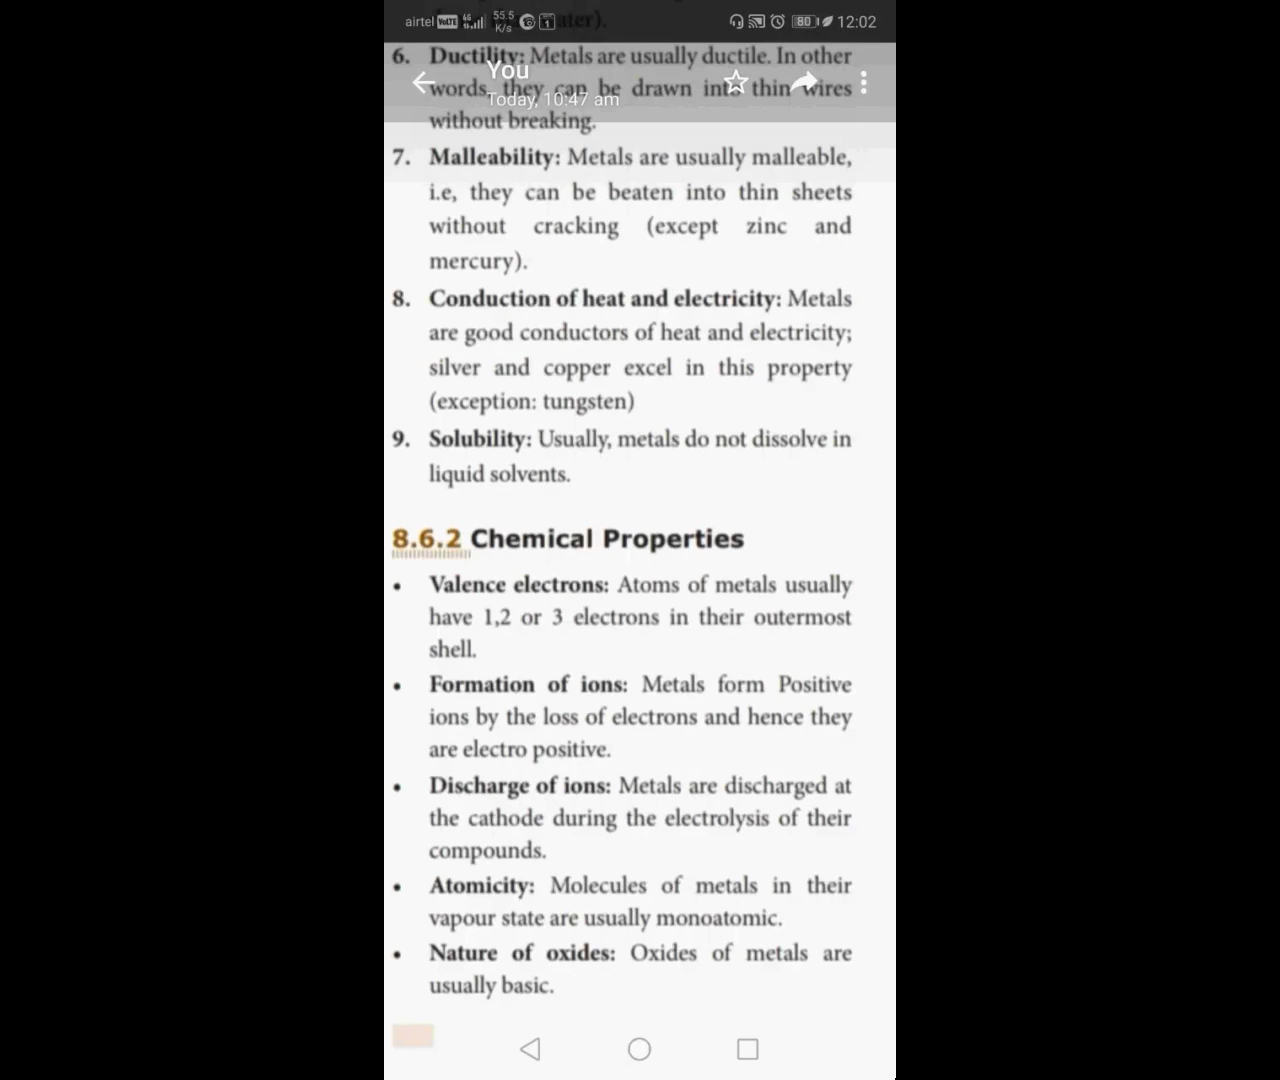 airtel VoLTE 4G 55.5 K/s 1 80 12:02
ater).
6. Ductility: Metals are usually ductile. In other
You
words, they can be drawn into thin wires
Today, 10:47 am
without breaking.
7. Malleability: Metals are usually malleable,
i.e, they can be beaten into thin sheets
without cracking (except zinc and
mercury).
8. Conduction of heat and electricity: Metals
are good conductors of heat and electricity;
silver and copper excel in this property
(exception: tungsten)
9. Solubility: Usually, metals do not dissolve in
liquid solvents.
8.6.2 Chemical Properties
• Valence electrons: Atoms of metals usually
have 1,2 or 3 electrons in their outermost
shell.
• Formation of ions: Metals form Positive
ions by the loss of electrons and hence they
are electro positive.
• Discharge of ions: Metals are discharged at
the cathode during the electrolysis of their
compounds.
• Atomicity: Molecules of metals in their
vapour state are usually monoatomic.
• Nature of oxides: Oxides of metals are
usually basic.